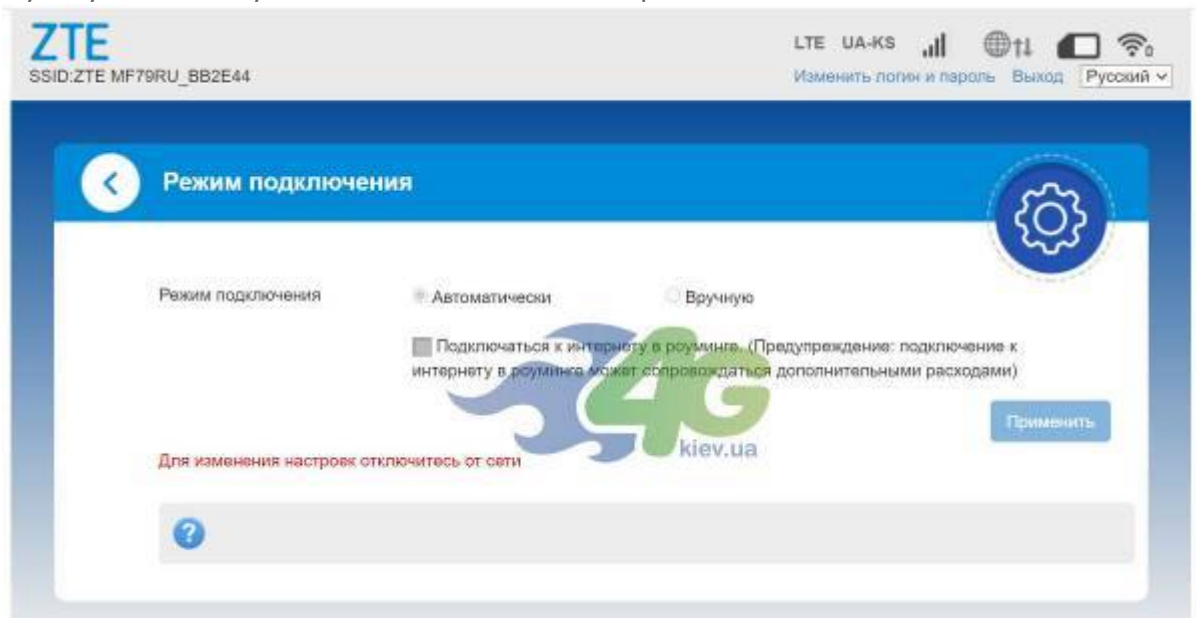 ZTE
LTE UA-KS
0
SSID:ZTE MF79RU_BB2E44
Изменить логин и пароль Выход Русский
Режим подключения
Режим подключения Автоматически Вручную
Подключаться к интернету в роуминге. (Предупреждение: подключение к
интернету в роуминге может сопровождаться дополнительными расходами)
Применить
Для изменения настроек отключитесь от сети
4G
kiev.ua
?